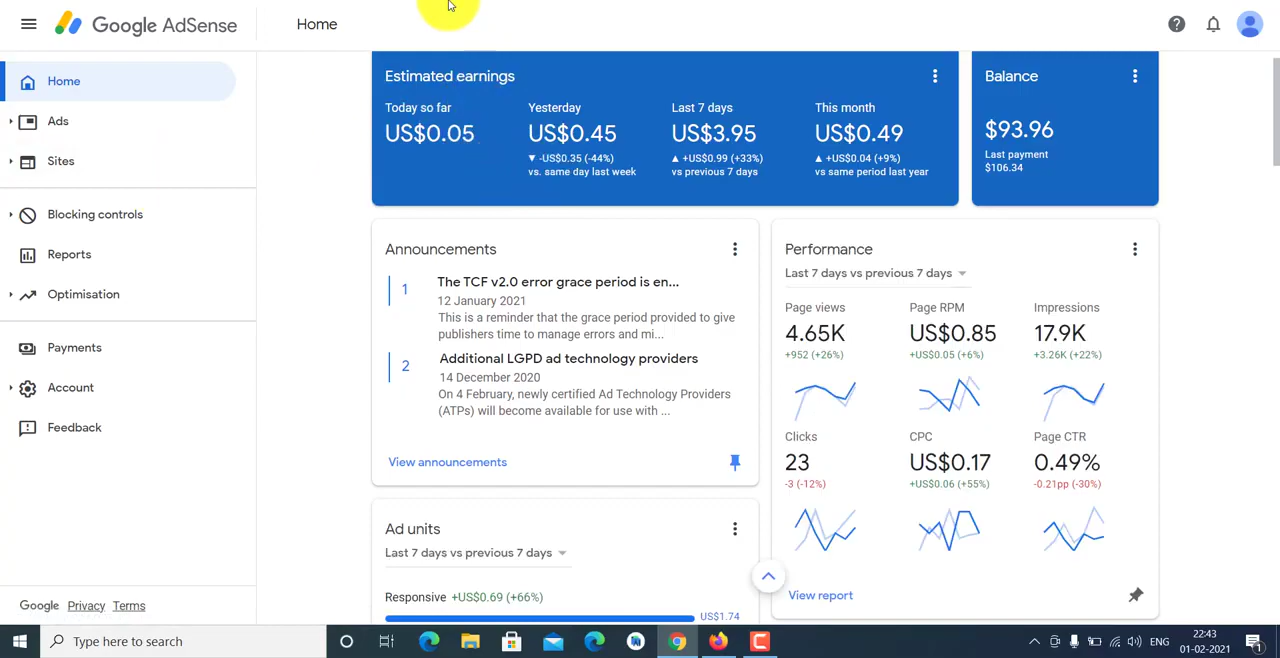 Google AdSense
Home
Home
Ads
Sites
Blocking controls
Reports
Optimisation
Payments
Account
Feedback
Google Privacy Terms
Estimated earnings
Today so far
US$0.05
Yesterday
US$0.45
▼ -US$0.35 (-44%)
vs. same day last week
Last 7 days
US$3.95
▲ +US$0.99 (+33%)
vs previous 7 days
This month
US$0.49
▲ +US$0.04 (+9%)
vs same period last year
Balance
$93.96
Last payment
$106.34
Announcements
1
The TCF v2.0 error grace period is en...
12 January 2021
This is a reminder that the grace period provided to give
publishers time to manage errors and mi...
2
Additional LGPD ad technology providers
14 December 2020
On 4 February, newly certified Ad Technology Providers
(ATPs) will become available for use with ...
View announcements
Performance
Last 7 days vs previous 7 days
Page views
4.65K
+952 (+26%)
Page RPM
US$0.85
+US$0.05 (+6%)
Impressions
17.9K
+3.26K (+22%)
Clicks
23
-3 (-12%)
CPC
US$0.17
+US$0.06 (+55%)
Page CTR
0.49%
-0.21pp (-30%)
View report
Ad units
Last 7 days vs previous 7 days
Responsive +US$0.69 (+66%)
US$1.74
Type here to search
ENG
22:43
01-02-2021
1